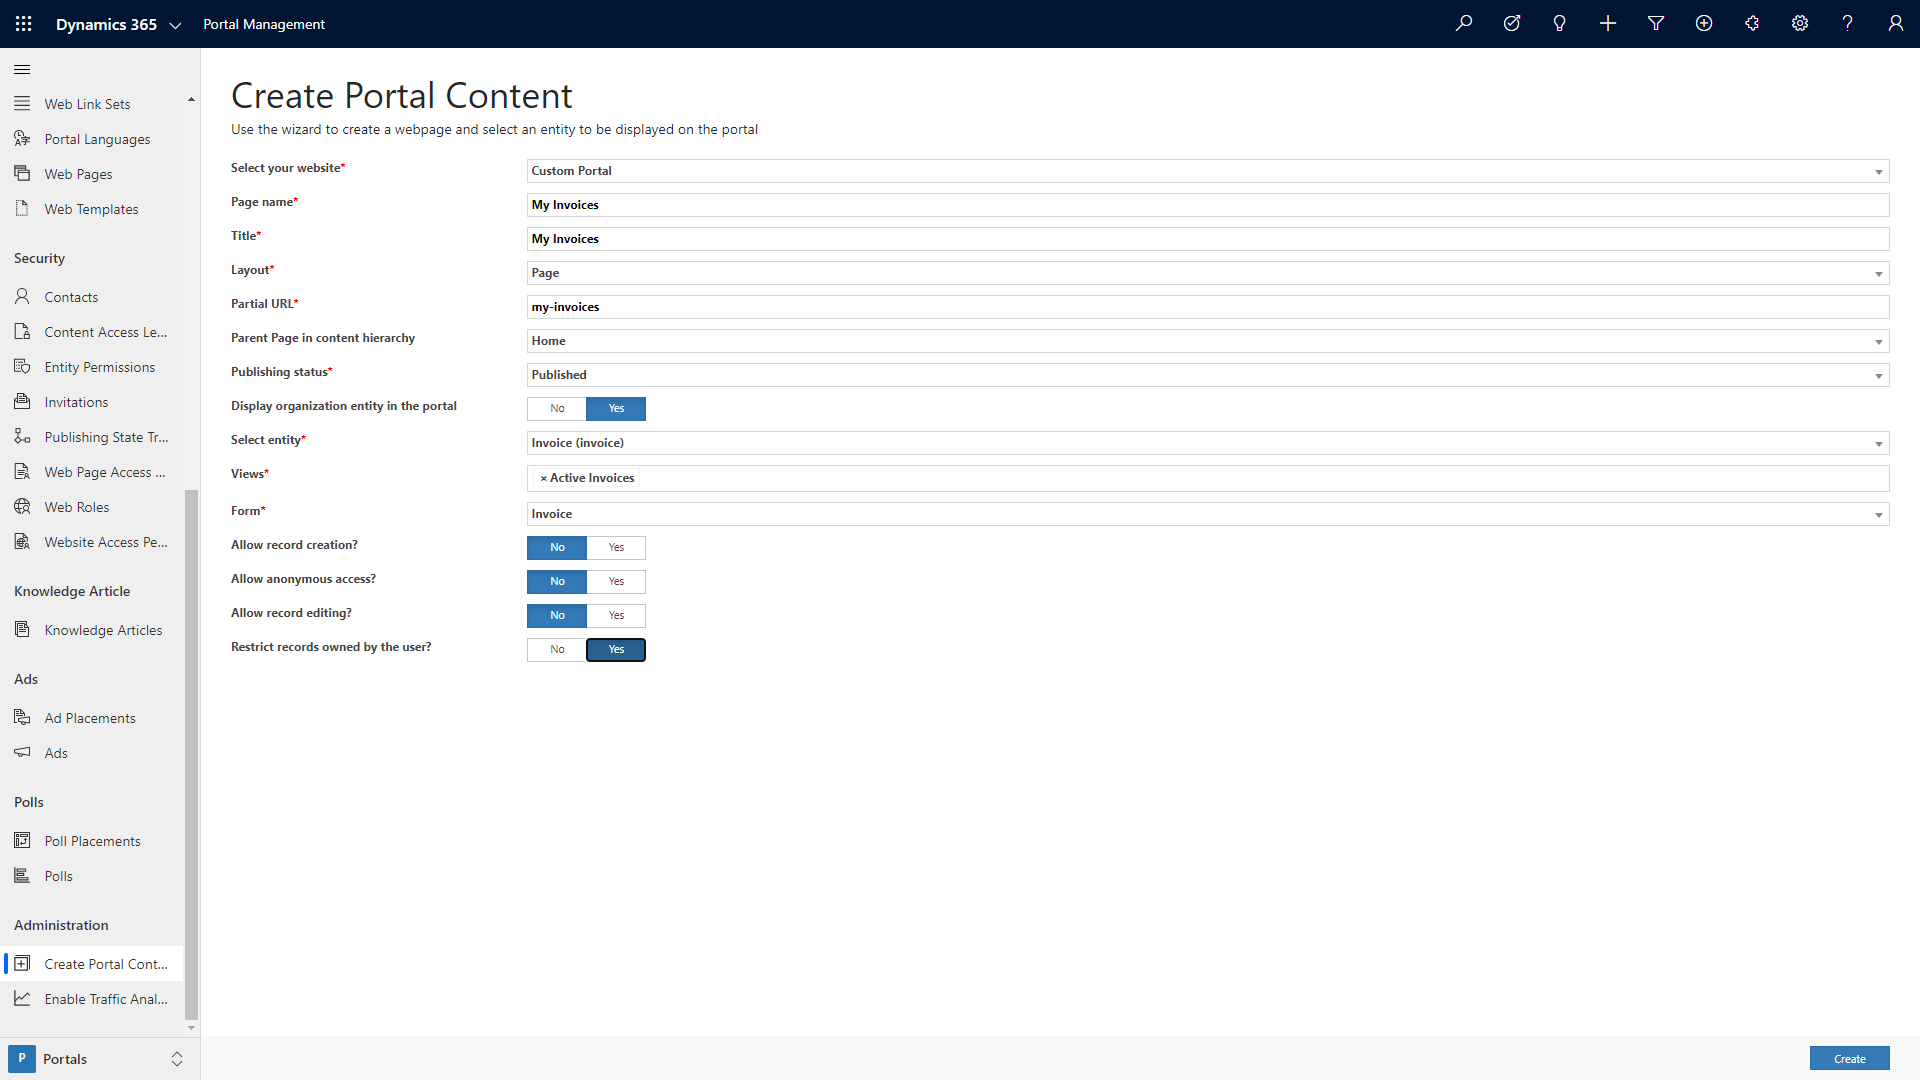 Dynamics 365
Portal Management
Web Link Sets
Portal Languages
Web Pages
Web Templates
Security
Contacts
Content Access Le...
Entity Permissions
Invitations
Publishing State Tr...
Web Page Access ...
Web Roles
Website Access Pe...
Knowledge Article
Knowledge Articles
Ads
Ad Placements
Ads
Polls
Poll Placements
Polls
Administration
Create Portal Cont...
Enable Traffic Anal...
P Portals
Create Portal Content
Use the wizard to create a webpage and select an entity to be displayed on the portal
Select your website* Custom Portal
Page name* My Invoices
Title* My Invoices
Layout* Page
Partial URL* my-invoices
Parent Page in content hierarchy Home
Publishing status* Published
Display organization entity in the portal No Yes
Select entity* Invoice (invoice)
Views* × Active Invoices
Form* Invoice
Allow record creation? No Yes
Allow anonymous access? No Yes
Allow record editing? No Yes
Restrict records owned by the user? No Yes
Create